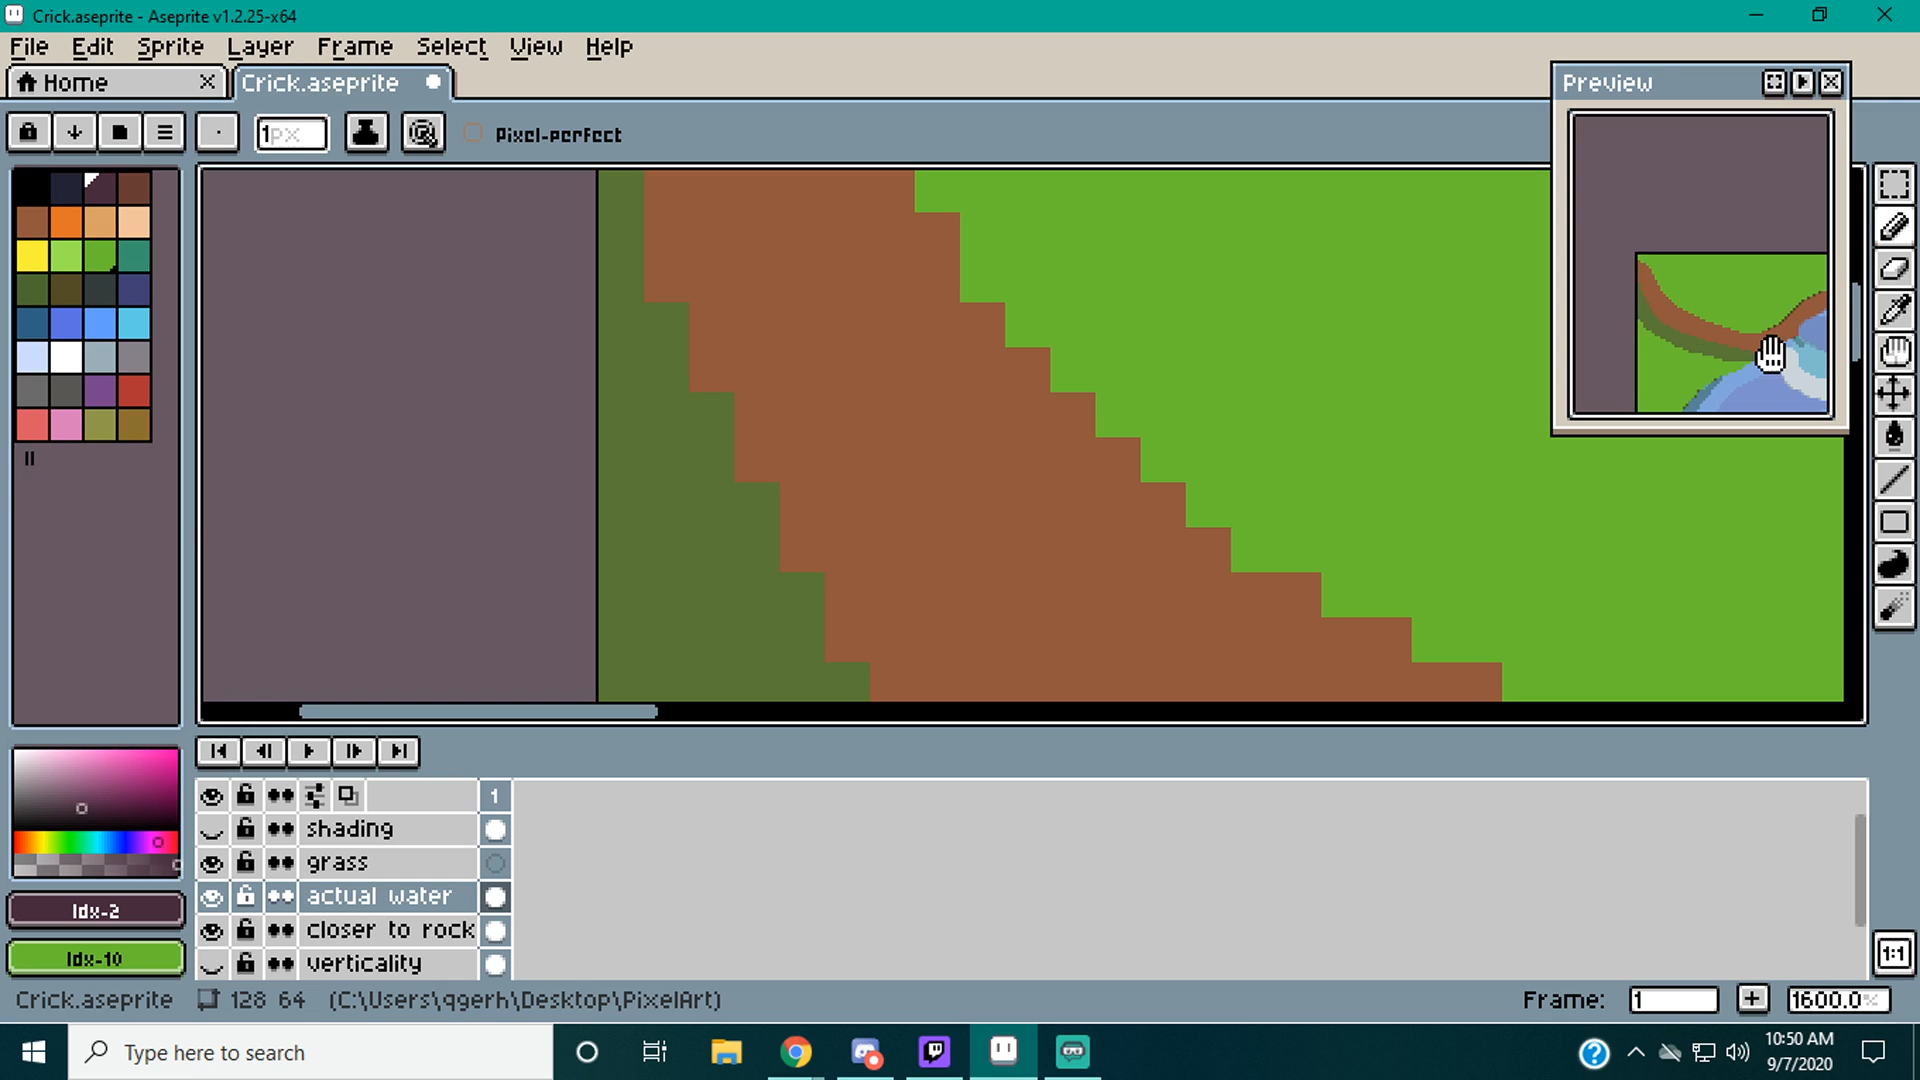 Crick.aseprite - Aseprite v1.2.25-x64
File Edit Sprite Layer Frame Select View Help
Home Crick.aseprite
Preview
1px Pixel-perfect
1
shading
grass
actual water
closer to rock
verticality
Idx-2
Idx-10
1:1
Crick.aseprite 128 64 (C:\Users\qgerh\Desktop\PixelArt) Frame: 1 + 1600.0%
Type here to search
10:50 AM
9/7/2020